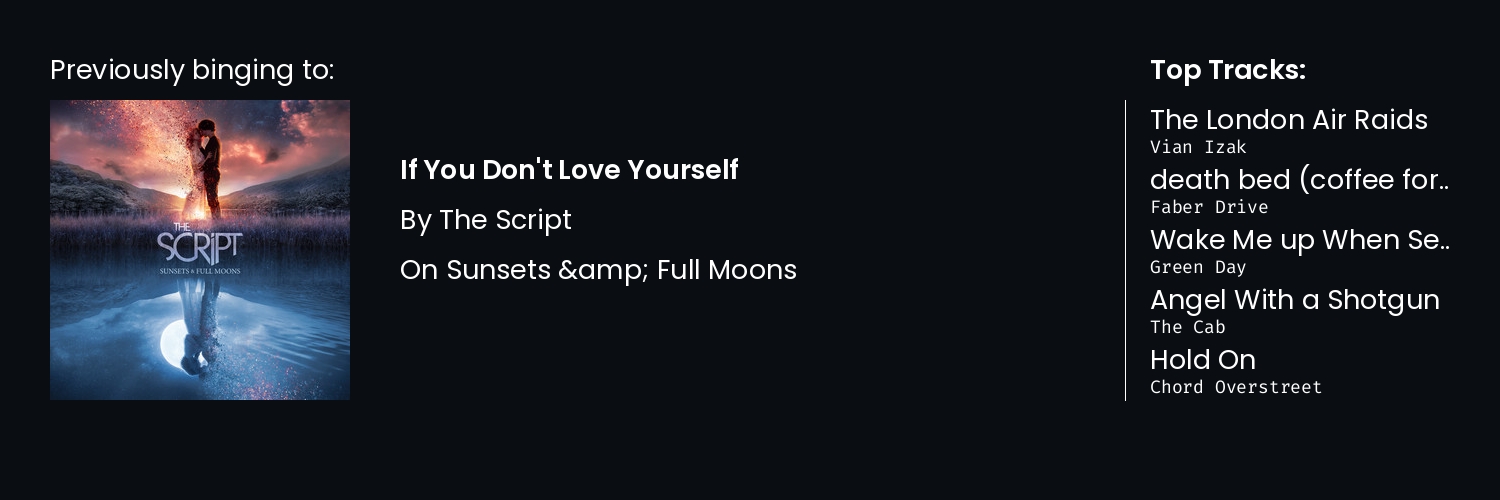 Previously binging to:
THE
SCRIPT
SUNSETS & FULL MOONS
If You Don't Love Yourself
By The Script
On Sunsets &amp; Full Moons
Top Tracks:
The London Air Raids
Vian Izak
death bed (coffee for..
Faber Drive
Wake Me up When Se..
Green Day
Angel With a Shotgun
The Cab
Hold On
Chord Overstreet